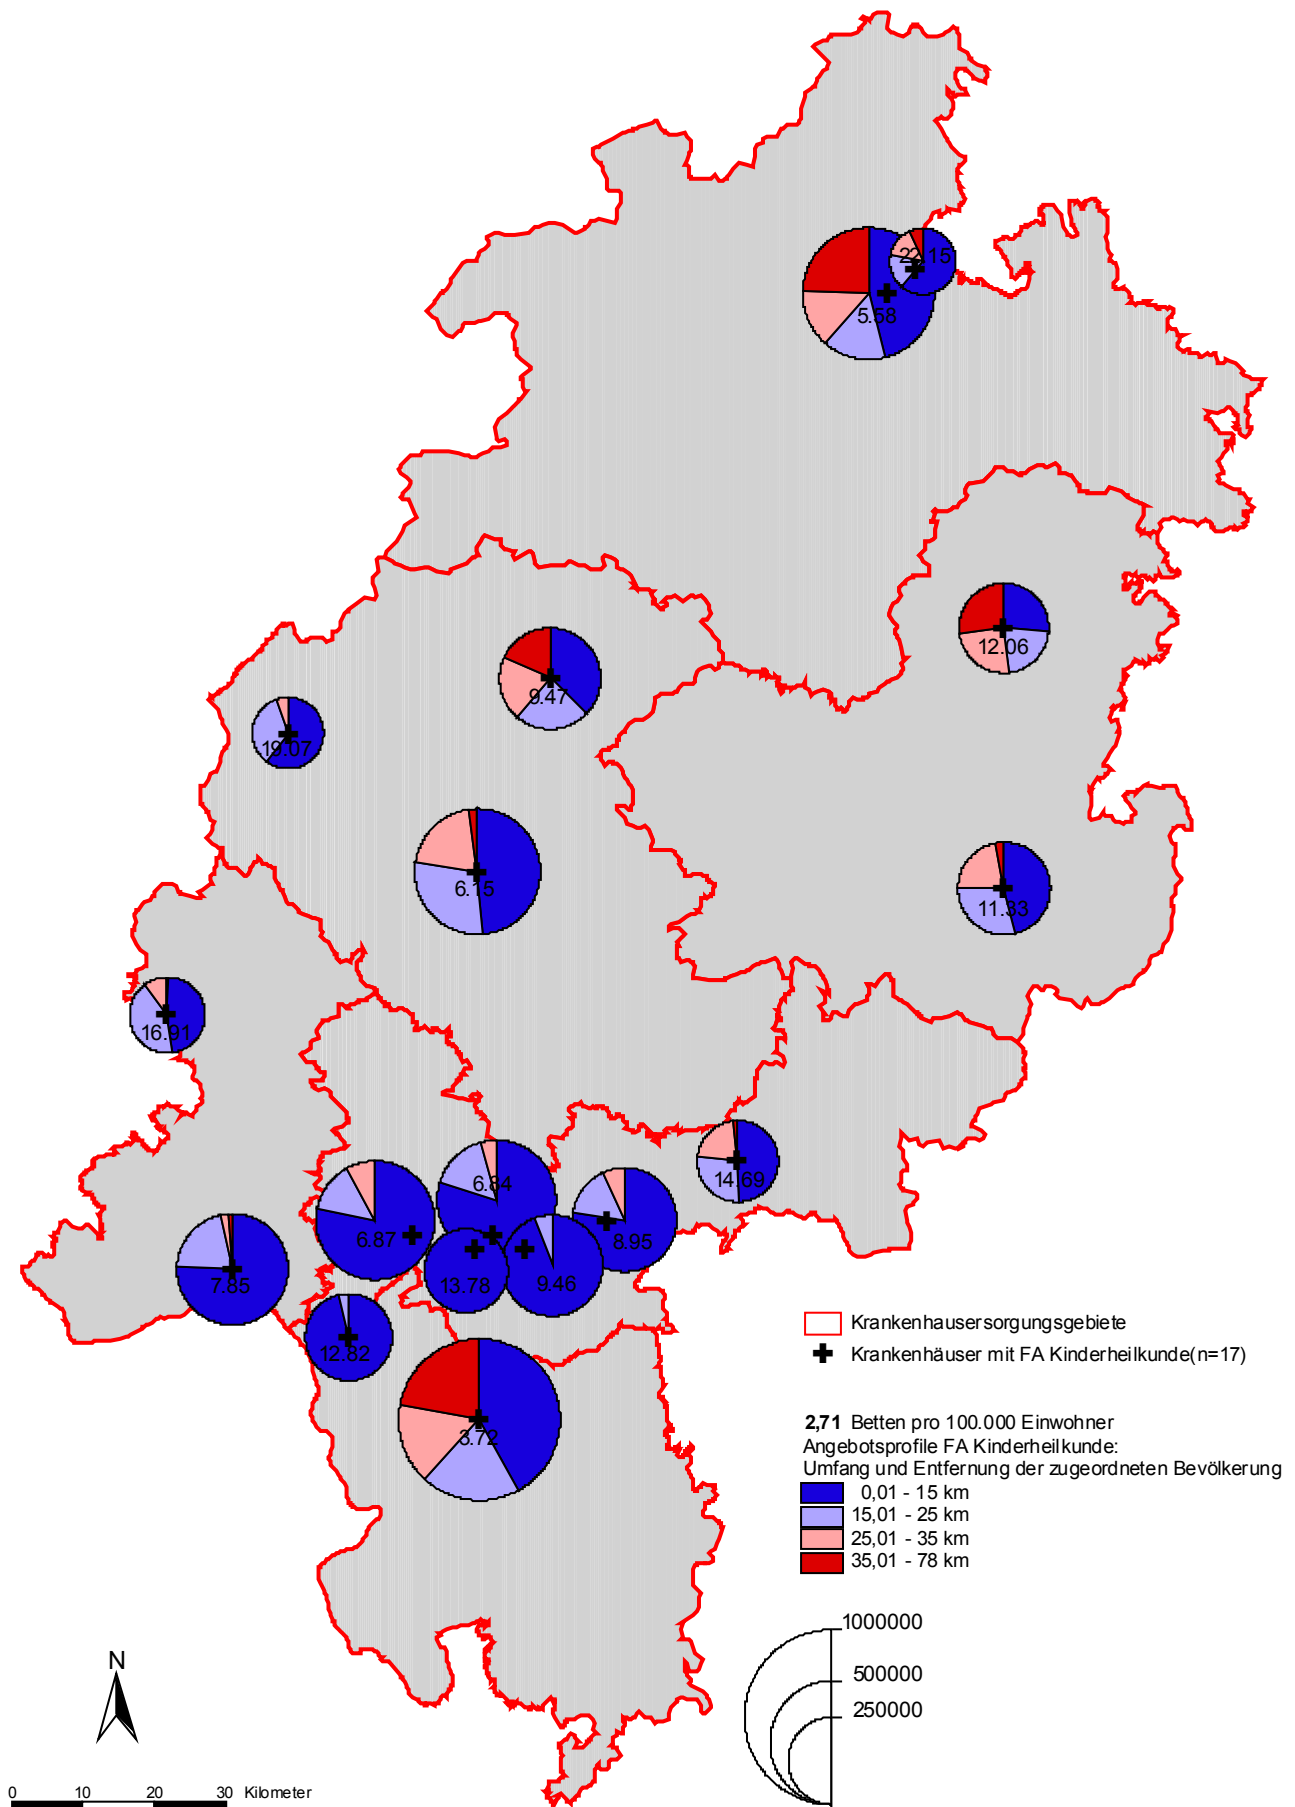 22.15
5.58
12.06
9.47
19.07
6.15
11.33
16.91
14.69
6.84
6.87
8.95
7.85
13.78
9.46
12.82
3.72
Krankenhausersorgungsgebiete
Krankenhäuser mit FA Kinderheilkunde(n=17)
2,71 Betten pro 100.000 Einwohner
Angebotsprofile FA Kinderheilkunde:
Umfang und Entfernung der zugeordneten Bevölkerung
0,01 - 15 km
15,01 - 25 km
25,01 - 35 km
35,01 - 78 km
1000000
500000
250000
N
0 10 20 30 Kilometer